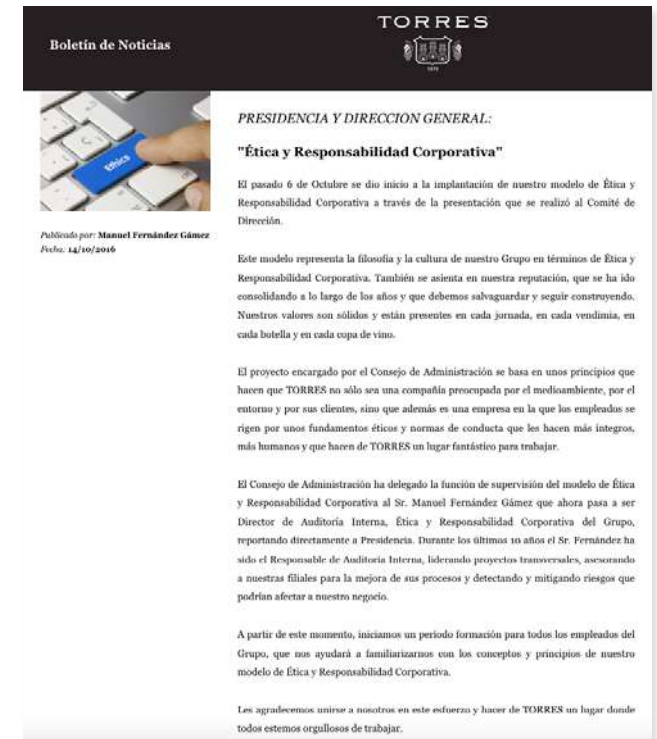 Boletín de Noticias
TORRES
1870
Ethics
Publicado por: Manuel Fernández Gámez
Fecha: 14/10/2016
PRESIDENCIA Y DIRECCION GENERAL:
"Ética y Responsabilidad Corporativa"
El pasado 6 de Octubre se dio inicio a la implantación de nuestro modelo de Ética y
Responsabilidad Corporativa a través de la presentación que se realizó al Comité de
Dirección.
Este modelo representa la filosofía y la cultura de nuestro Grupo en términos de Ética y
Responsabilidad Corporativa. También se asienta en nuestra reputación, que se ha ido
consolidando a lo largo de los años y que debemos salvaguardar y seguir construyendo.
Nuestros valores son sólidos y están presentes en cada jornada, en cada vendimia, en
cada botella y en cada copa de vino.
El proyecto encargado por el Consejo de Administración se basa en unos principios que
hacen que TORRES no sólo sea una compañía preocupada por el medioambiente, por el
entorno y por sus clientes, sino que además es una empresa en la que los empleados se
rigen por unos fundamentos éticos y normas de conducta que les hacen más íntegros,
más humanos y que hacen de TORRES un lugar fantástico para trabajar.
El Consejo de Administración ha delegado la función de supervisión del modelo de Ética
y Responsabilidad Corporativa al Sr. Manuel Fernández Gámez que ahora pasa a ser
Director de Auditoría Interna, Ética y Responsabilidad Corporativa del Grupo,
reportando directamente a Presidencia. Durante los últimos 10 años el Sr. Fernández ha
sido el Responsable de Auditoría Interna, liderando proyectos transversales, asesorando
a nuestras filiales para la mejora de sus procesos y detectando y mitigando riesgos que
podrían afectar a nuestro negocio.
A partir de este momento, iniciamos un periodo formación para todos los empleados del
Grupo, que nos ayudará a familiarizarnos con los conceptos y principios de nuestro
modelo de Ética y Responsabilidad Corporativa.
Les agradecemos unirse a nosotros en este esfuerzo y hacer de TORRES un lugar donde
todos estemos orgullosos de trabajar.